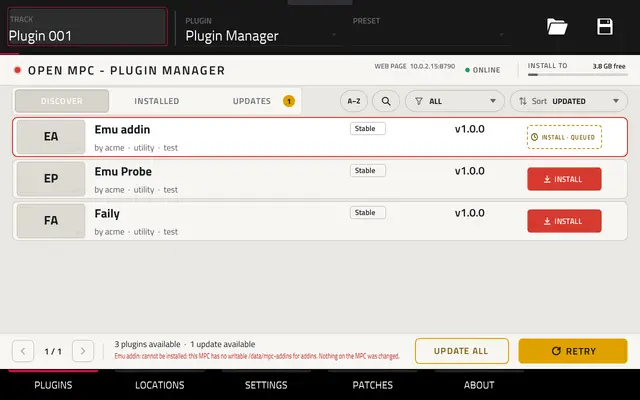 TRACK
Plugin 001
PLUGIN
Plugin Manager
PRESET
OPEN MPC - PLUGIN MANAGER
WEB PAGE 10.0.2.15:8790
ONLINE
INSTALL TO
3.8 GB free
DISCOVER
INSTALLED
UPDATES
1
A-Z
ALL
Sort UPDATED
EA
Emu addin
by acme · utility · test
Stable
v1.0.0
INSTALL · QUEUED
EP
Emu Probe
by acme · utility · test
Stable
v1.0.0
INSTALL
FA
Faily
by acme · utility · test
Stable
v1.0.0
INSTALL
1 / 1
3 plugins available · 1 update available
Emu addin: cannot be installed: this MPC has no writable /data/mpc-addins for addins. Nothing on the MPC was changed.
UPDATE ALL
RETRY
PLUGINS
LOCATIONS
SETTINGS
PATCHES
ABOUT